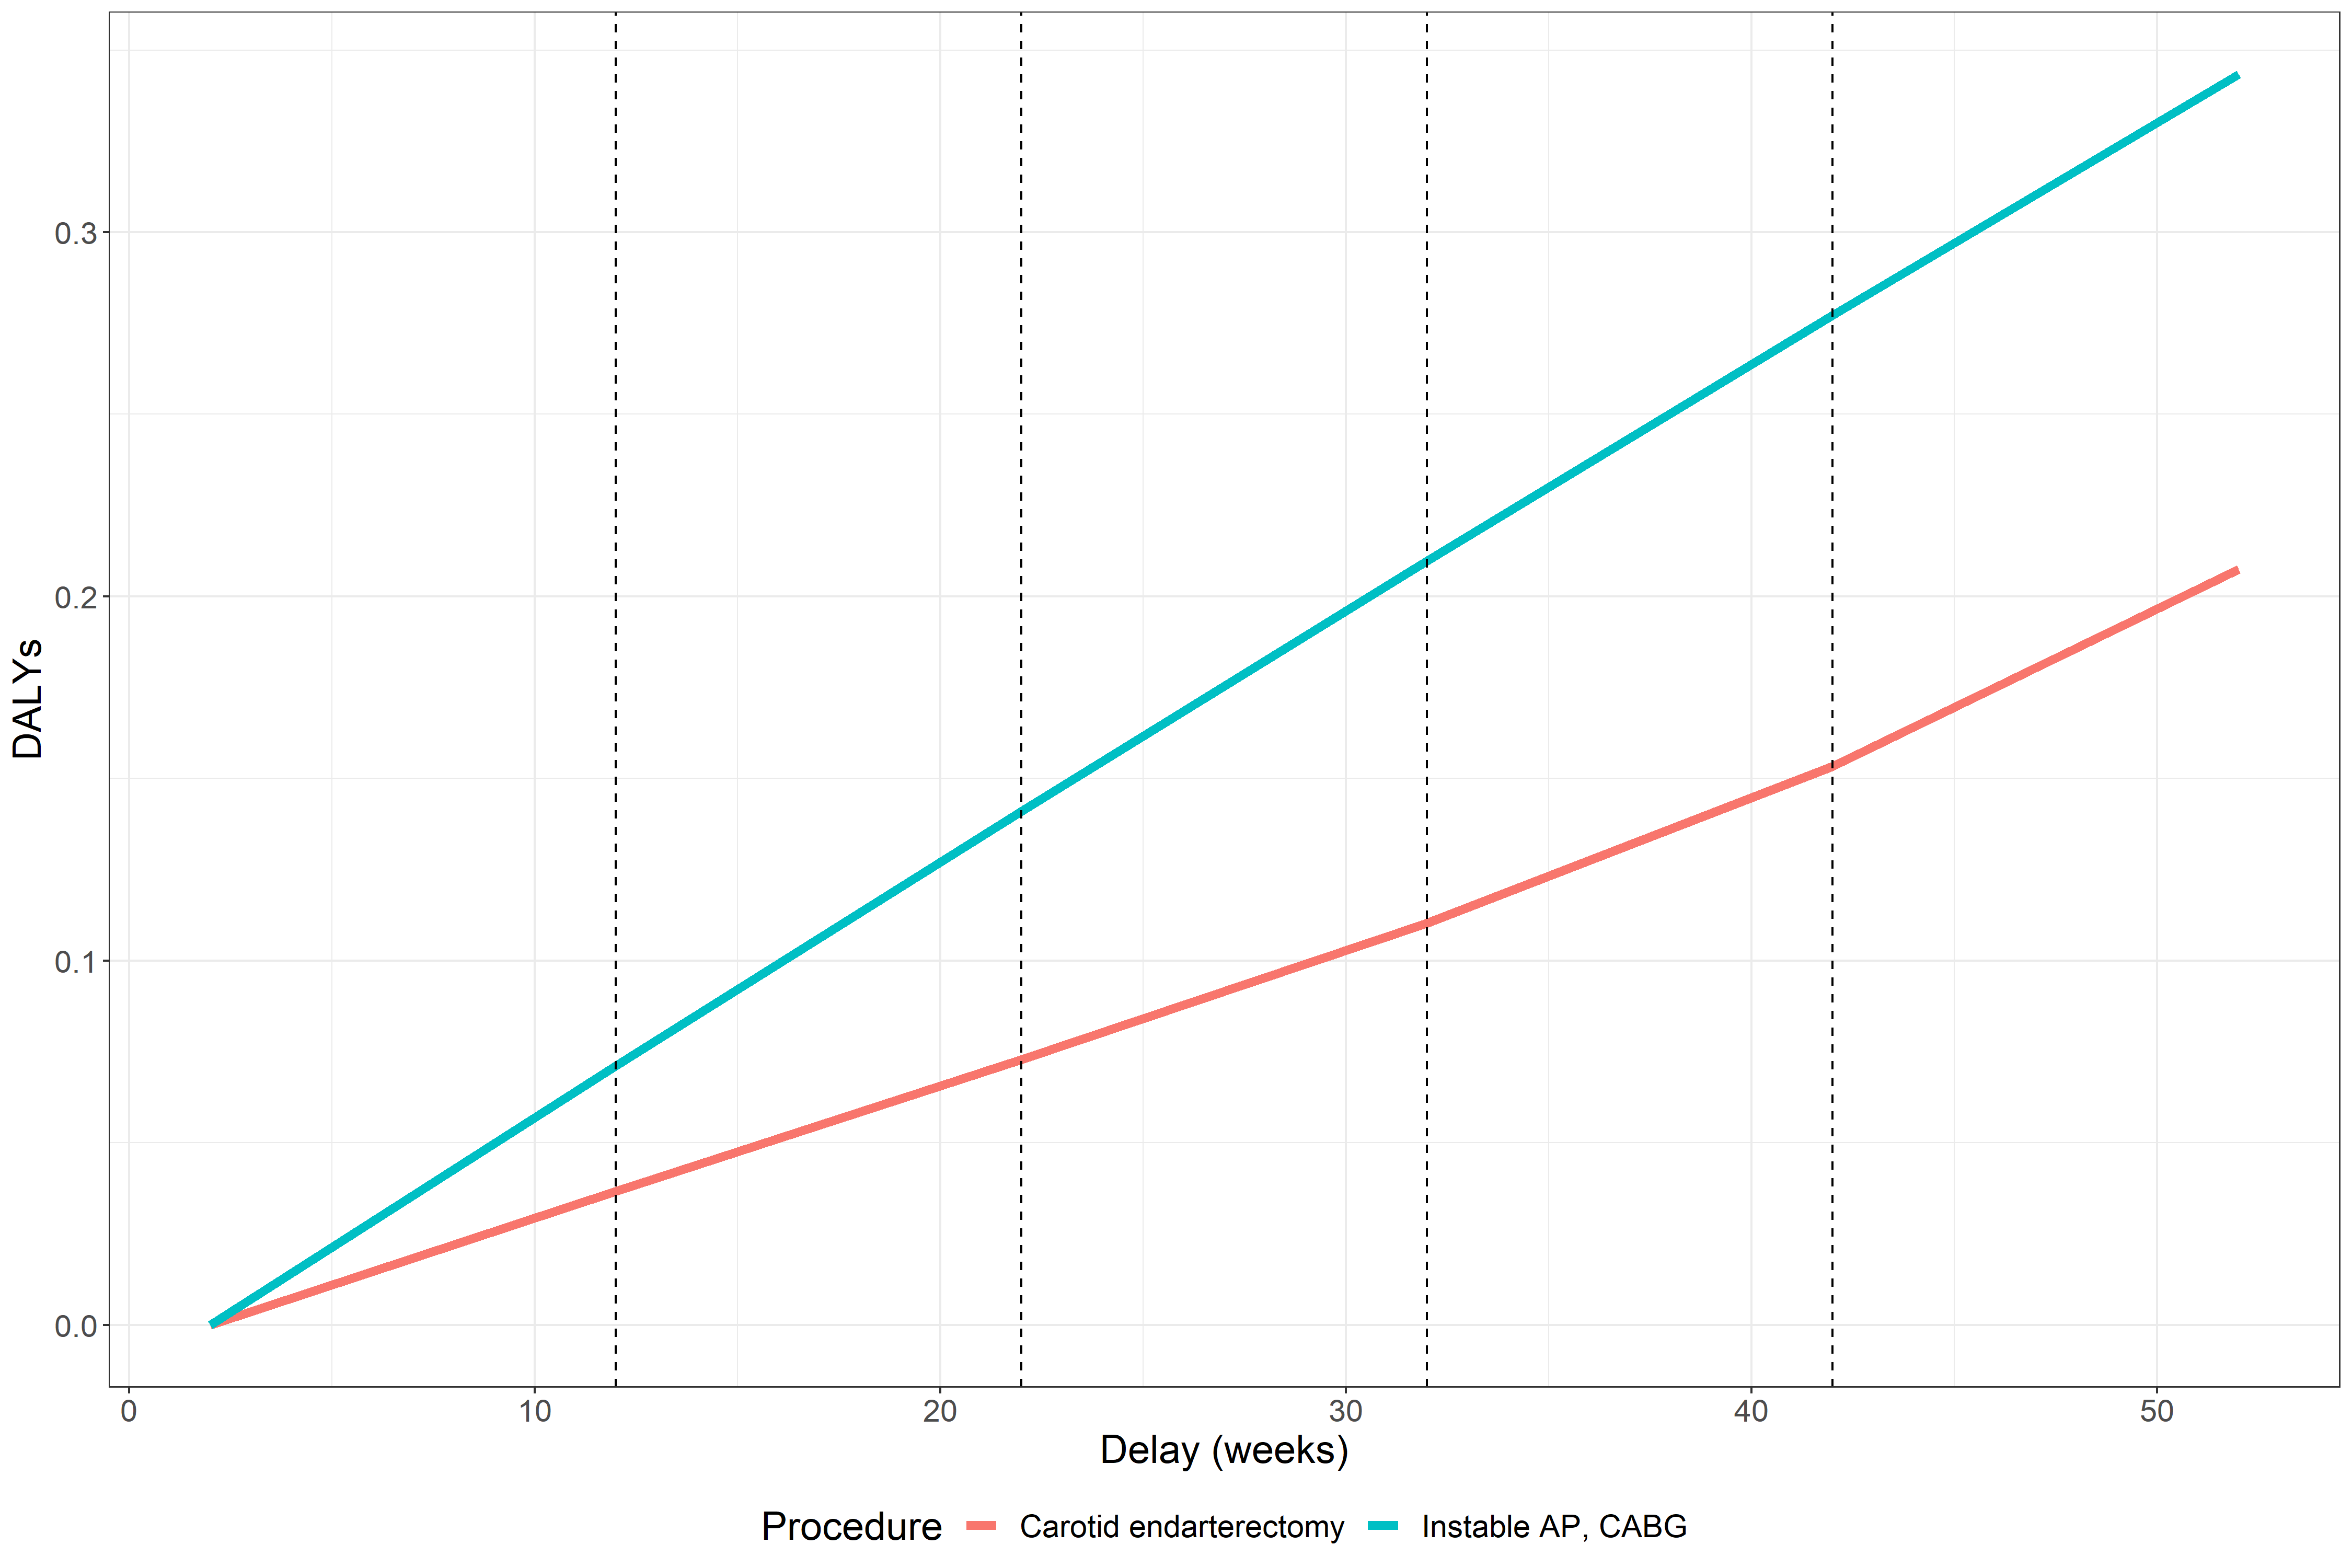 0.3
0.2
0.1
0.0
DALYs
0 10 20 30 40 50
Delay (weeks)
Procedure Carotid endarterectomy Instable AP, CABG